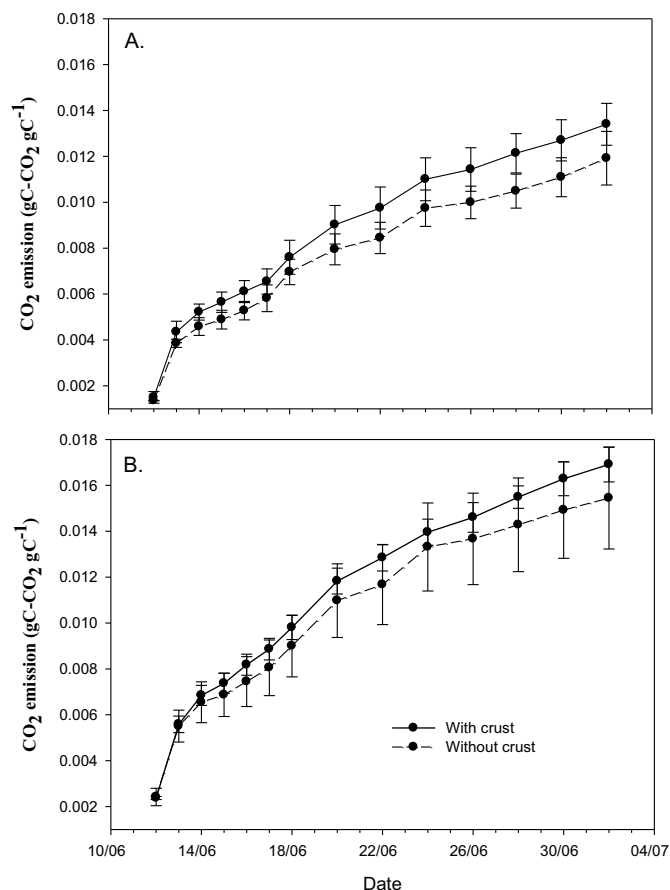 A.
0.018
0.016
0.014
0.012
0.010
0.008
0.006
0.004
0.002
CO2 emission (gC-CO2 gC-1)
B.
0.018
0.016
0.014
0.012
0.010
0.008
0.006
0.004
0.002
CO2 emission (gC-CO2 gC-1)
With crust
Without crust
10/06 14/06 18/06 22/06 26/06 30/06 04/07
Date